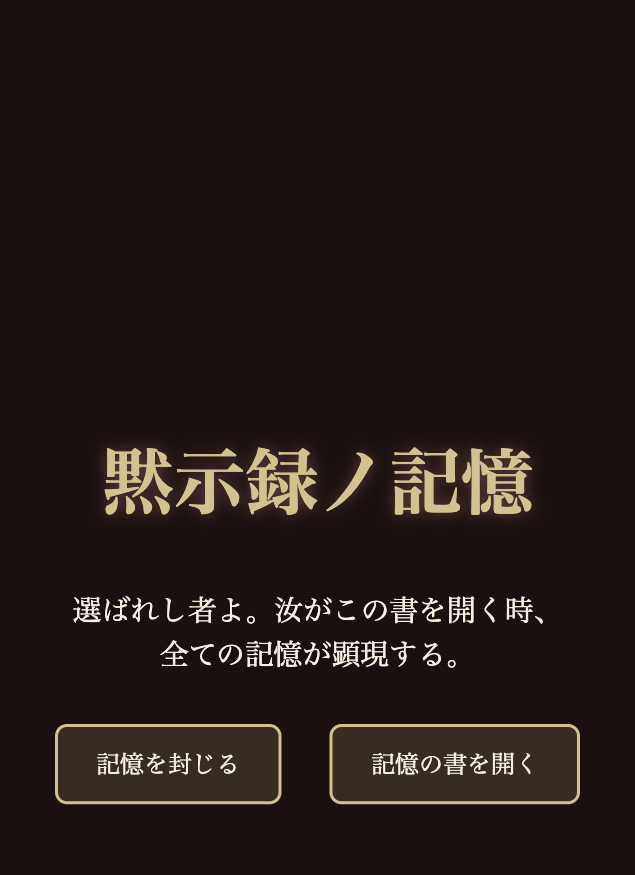 黙示録ノ記憶
選ばれし者よ。汝がこの書を開く時、
全ての記憶が顕現する。
記憶を封じる
記憶の書を開く